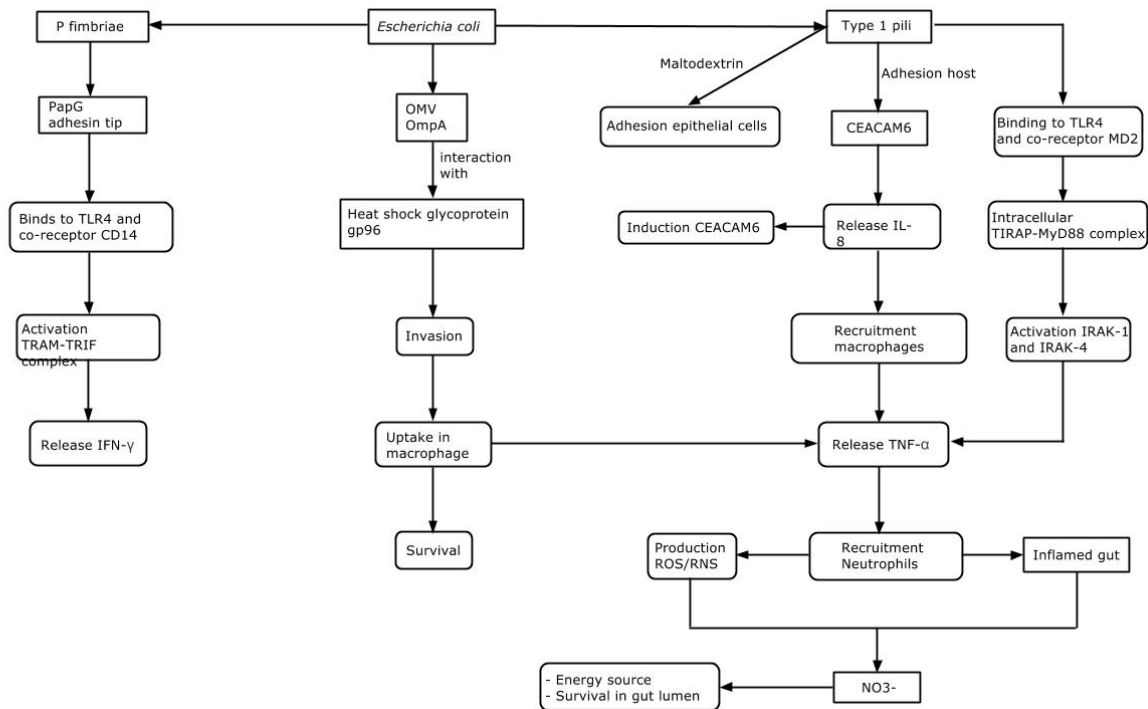 P fimbriae
Escherichia coli
Type 1 pili
Maltodextrin
Adhesion host
PapG
adhesin tip
OMV
OmpA
Adhesion epithelial cells
CEACAM6
Binding to TLR4
and co-receptor MD2
interaction
with
Binds to TLR4 and
co-receptor CD14
Heat shock glycoprotein
gp96
Induction CEACAM6
Release IL-
8
Intracellular
TIRAP-MyD88 complex
Activation
TRAM-TRIF
complex
Invasion
Recruitment
macrophages
Activation IRAK-1
and IRAK-4
Release IFN-γ
Uptake in
macrophage
Release TNF-α
Survival
Production
ROS/RNS
Recruitment
Neutrophils
Inflamed gut
- Energy source
- Survival in gut lumen
NO3-